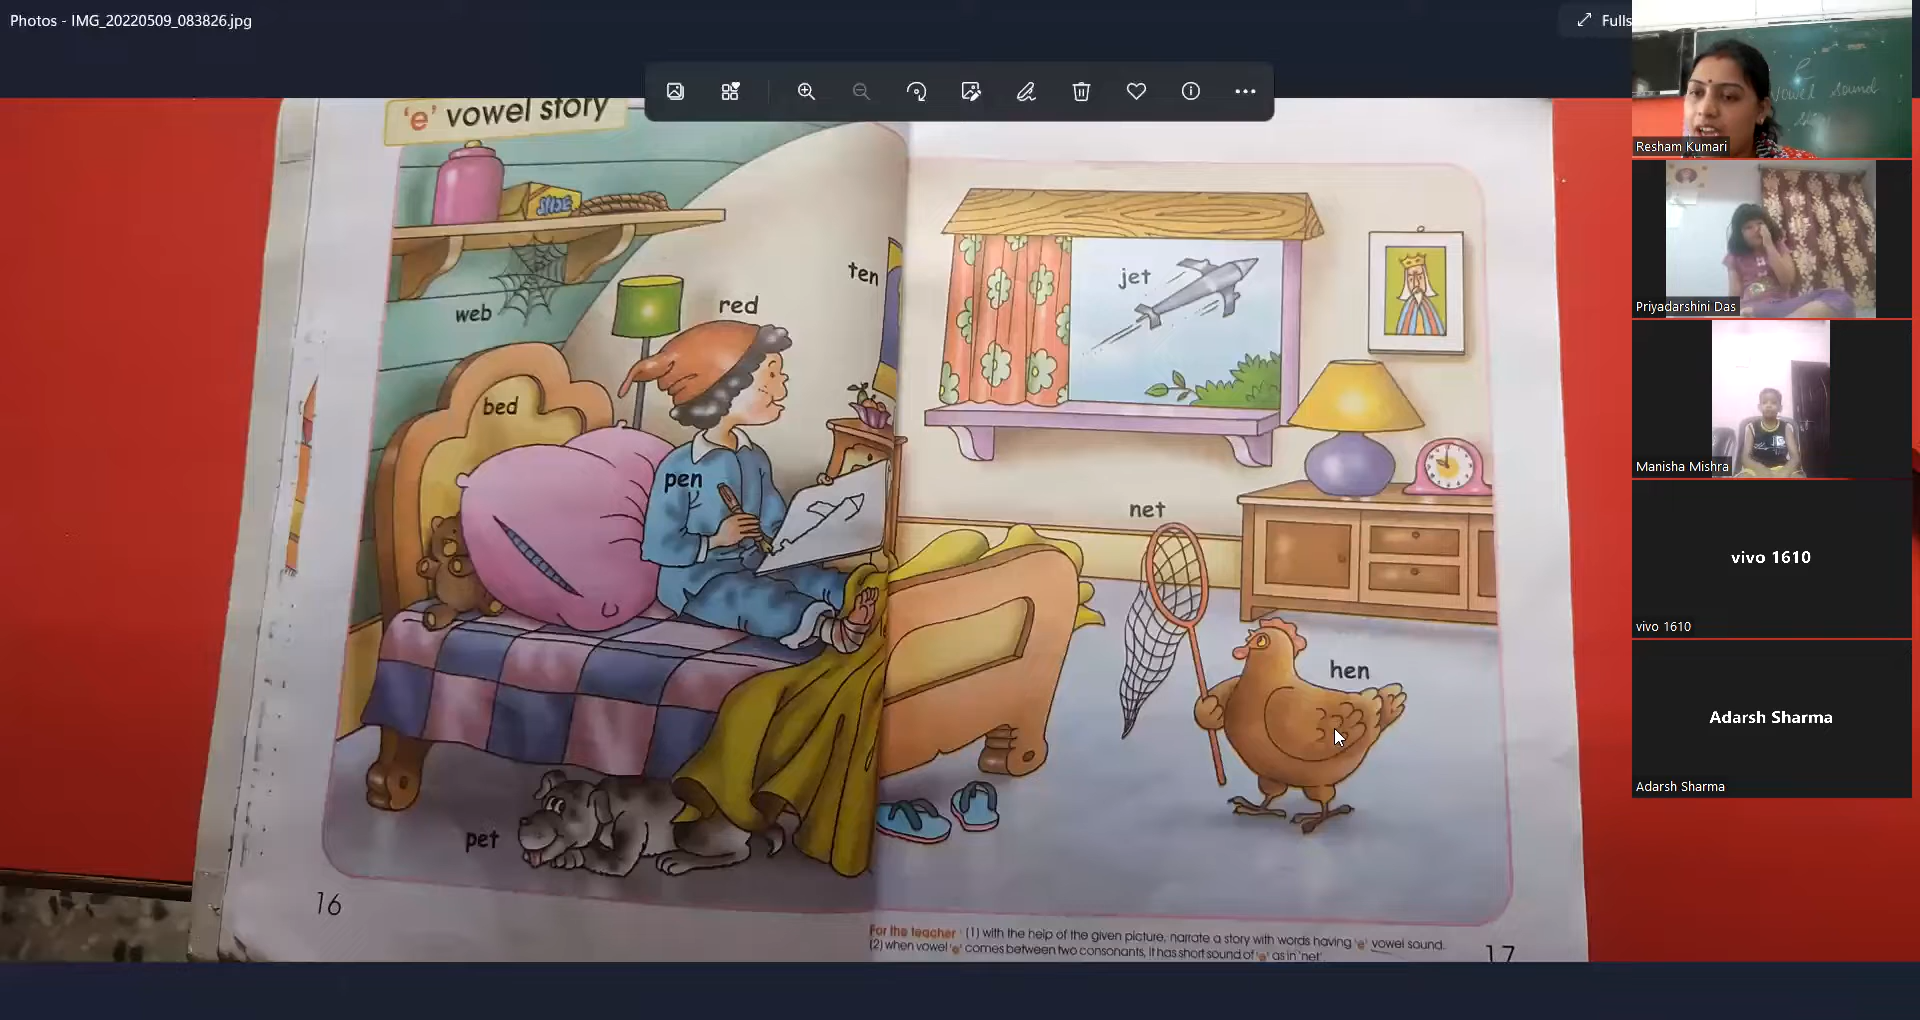 Photos - IMG_20220509_083826.jpg
Fulls
'e' vowel story
web
red
ten
jet
bed
pen
net
hen
pet
16
For the teacher : (1) with the help of the given picture, narrate a story with words having 'e' vowel sound.
(2) when vowel 'e' comes between two consonants, it has short sound of 'e' as in 'net'
17
e
vowel sound
Resham Kumari
Priyadarshini Das
Manisha Mishra
vivo 1610
vivo 1610
Adarsh Sharma
Adarsh Sharma